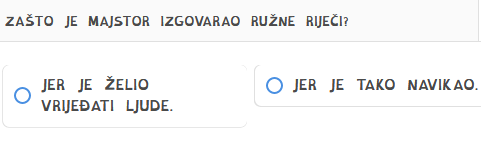 ZAŠTO JE MAJSTOR IZGOVARAO RUŽNE RIJEČI?
JER JE ŽELIO
VRIJEĐATI LJUDE.
JER JE TAKO NAVIKAO.